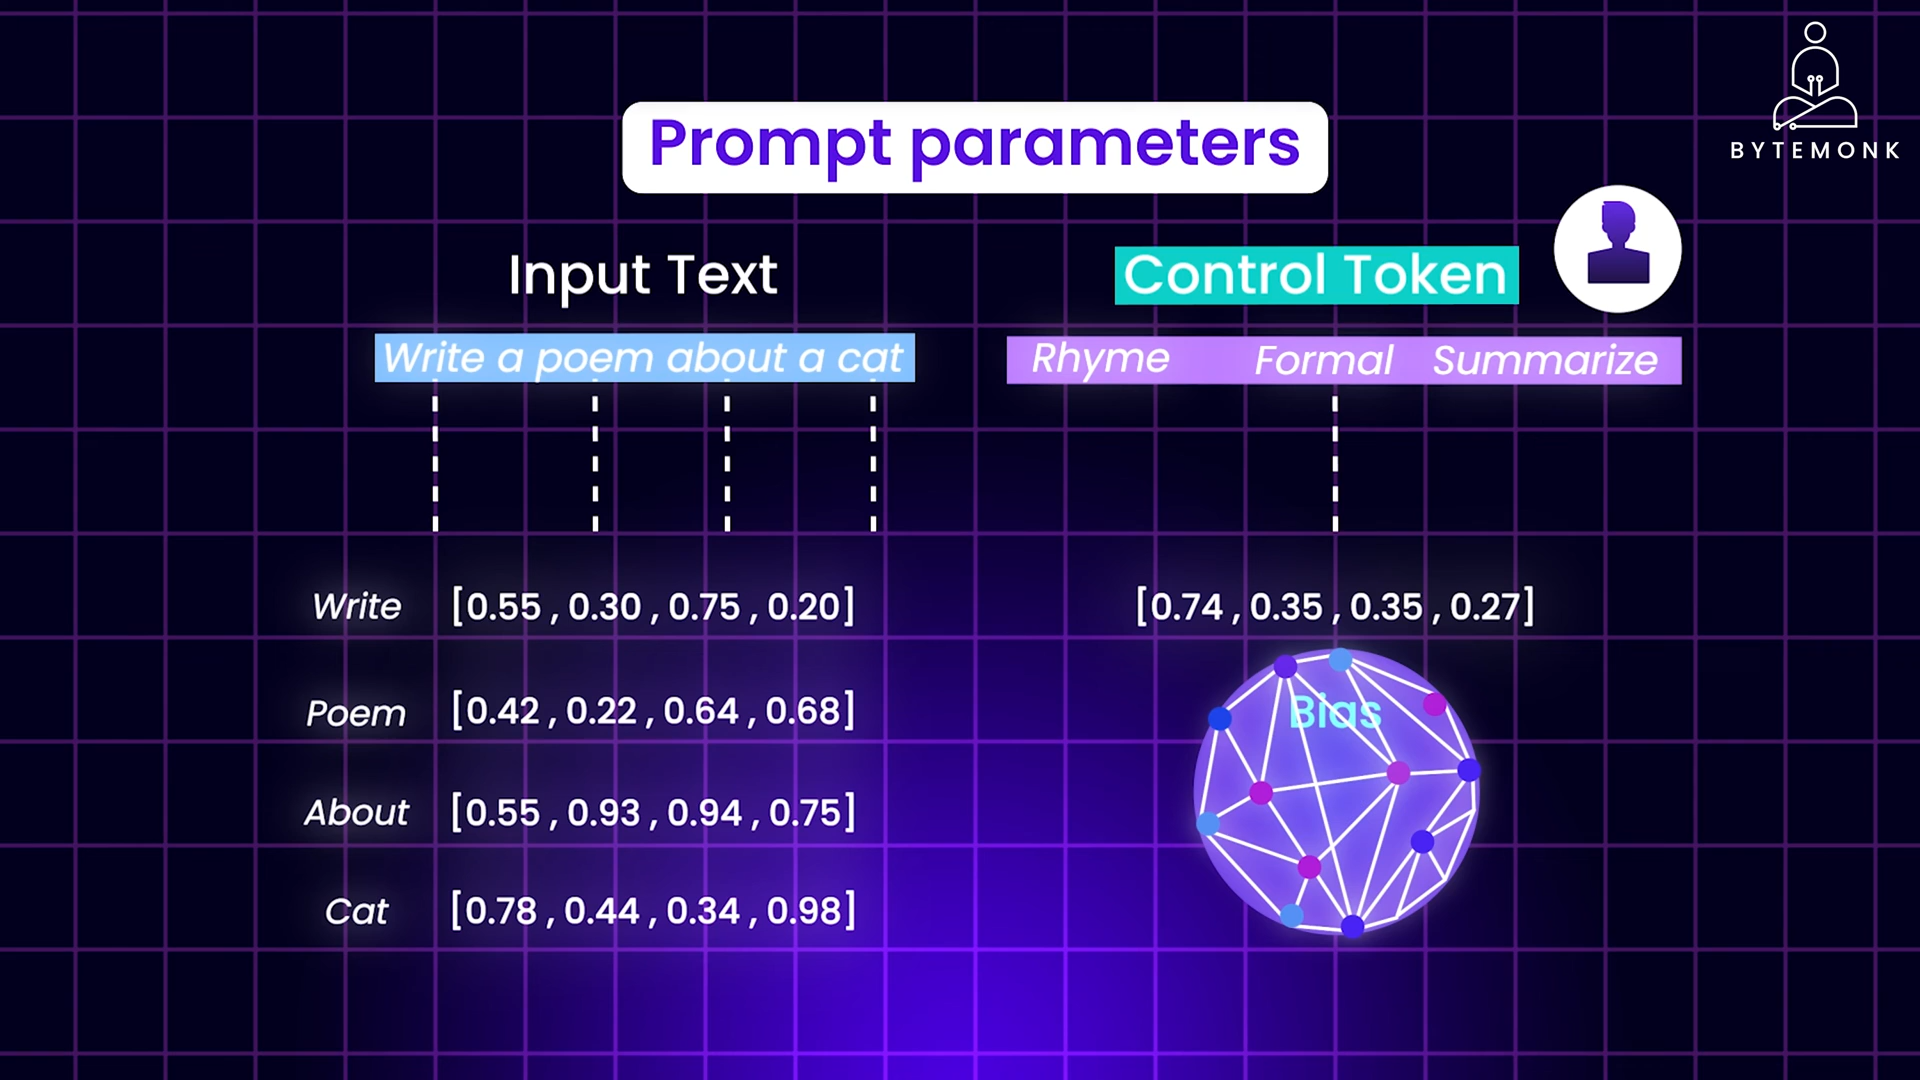 BYTEMONK
Prompt parameters
Input Text
Control Token
Write a poem about a cat
Rhyme Formal Summarize
Write [0.55 , 0.30 , 0.75 , 0.20]
[0.74 , 0.35 , 0.35 , 0.27]
Poem [0.42 , 0.22 , 0.64 , 0.68]
Bias
About [0.55 , 0.93 , 0.94 , 0.75]
Cat [0.78 , 0.44 , 0.34 , 0.98]